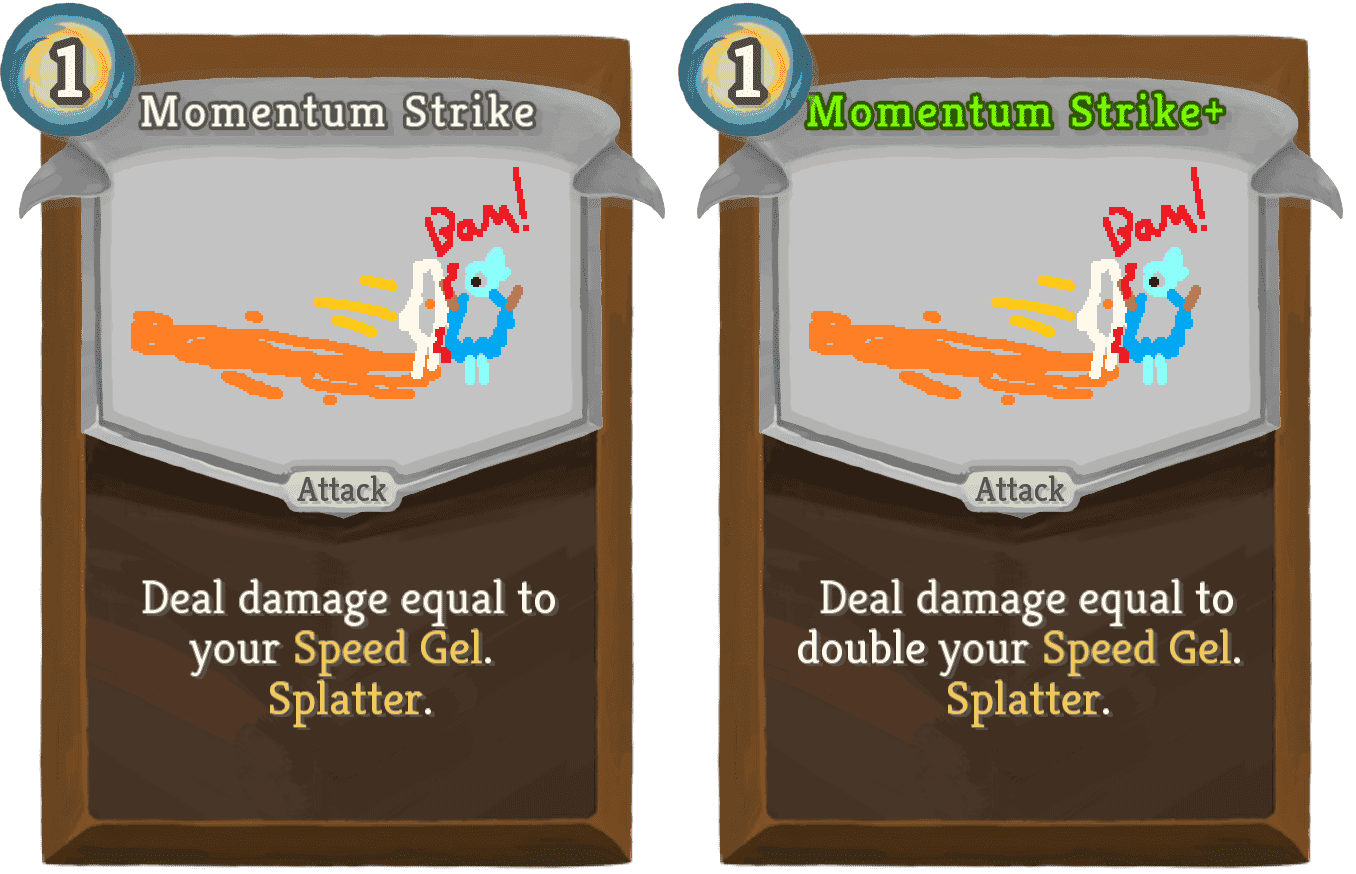 1
Momentum Strike
Bam!
Attack
Deal damage equal to
your Speed Gel.
Splatter.
1
Momentum Strike+
Bam!
Attack
Deal damage equal to
double your Speed Gel.
Splatter.